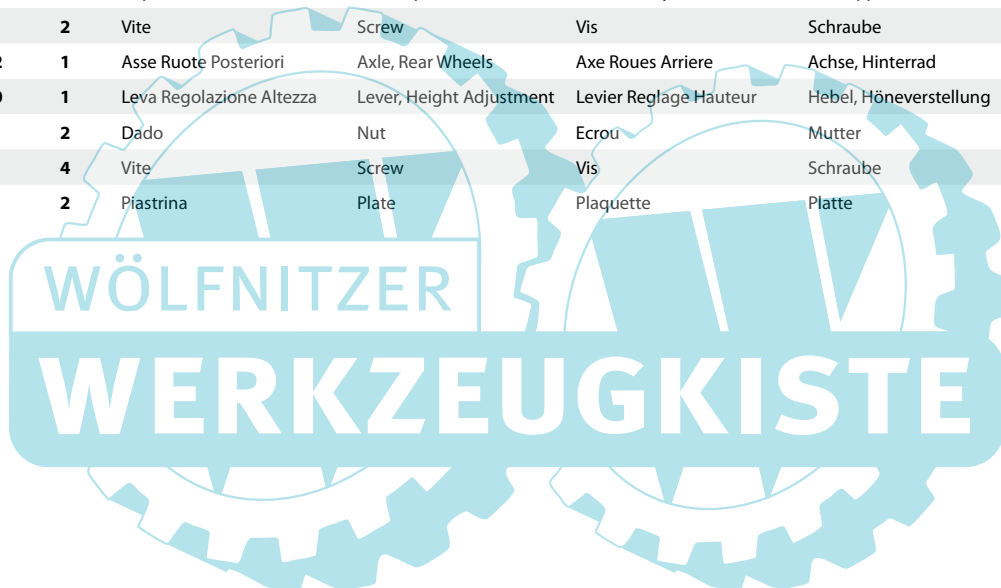 2 Vite Screw Vis Schraube
2 1 Asse Ruote Posteriori Axle, Rear Wheels Axe Roues Arriere Achse, Hinterrad
1 Leva Regolazione Altezza Lever, Height Adjustment Levier Reglage Hauteur Hebel, Höneverstellung
2 Dado Nut Ecrou Mutter
4 Vite Screw Vis Schraube
2 Piastrina Plate Plaquette Platte
WÖLFNITZER
WERKZEUGKISTE